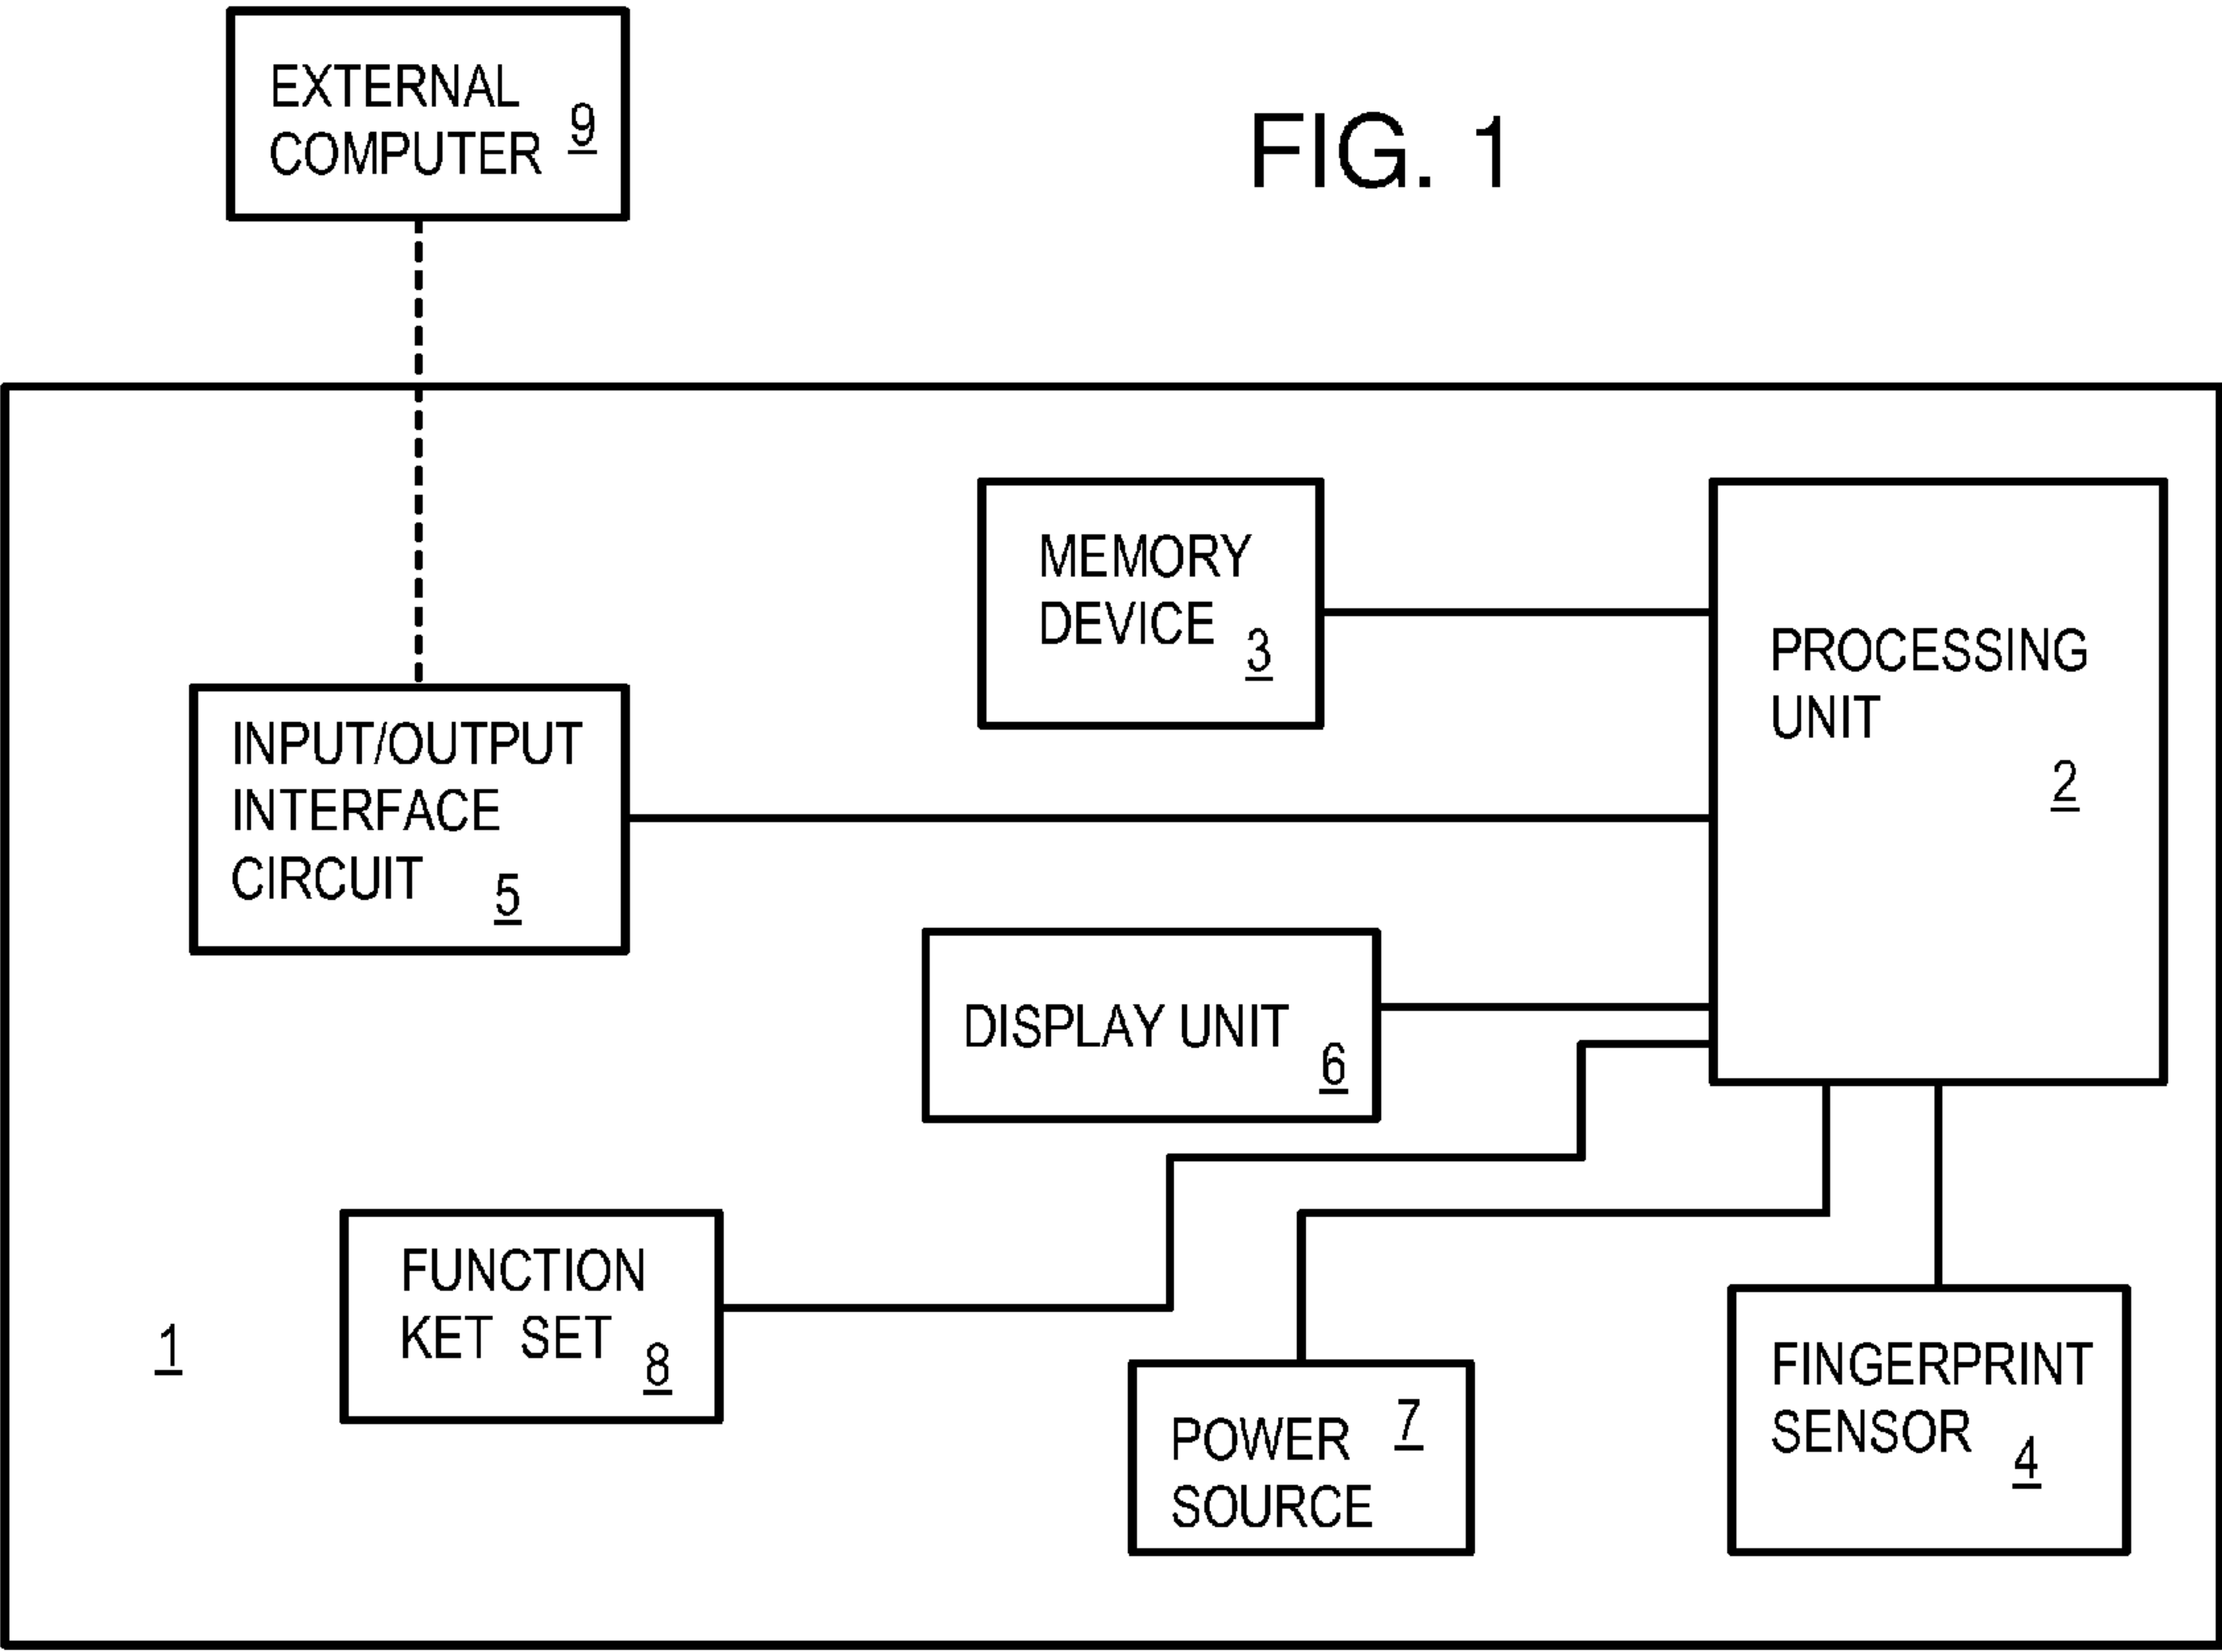 EXTERNAL
COMPUTER 9
FIG. 1
MEMORY
DEVICE 3
PROCESSING
UNIT
2
INPUT/OUTPUT
INTERFACE
CIRCUIT 5
DISPLAY UNIT 6
FUNCTION
KET SET 8
1
POWER 7
SOURCE
FINGERPRINT
SENSOR 4